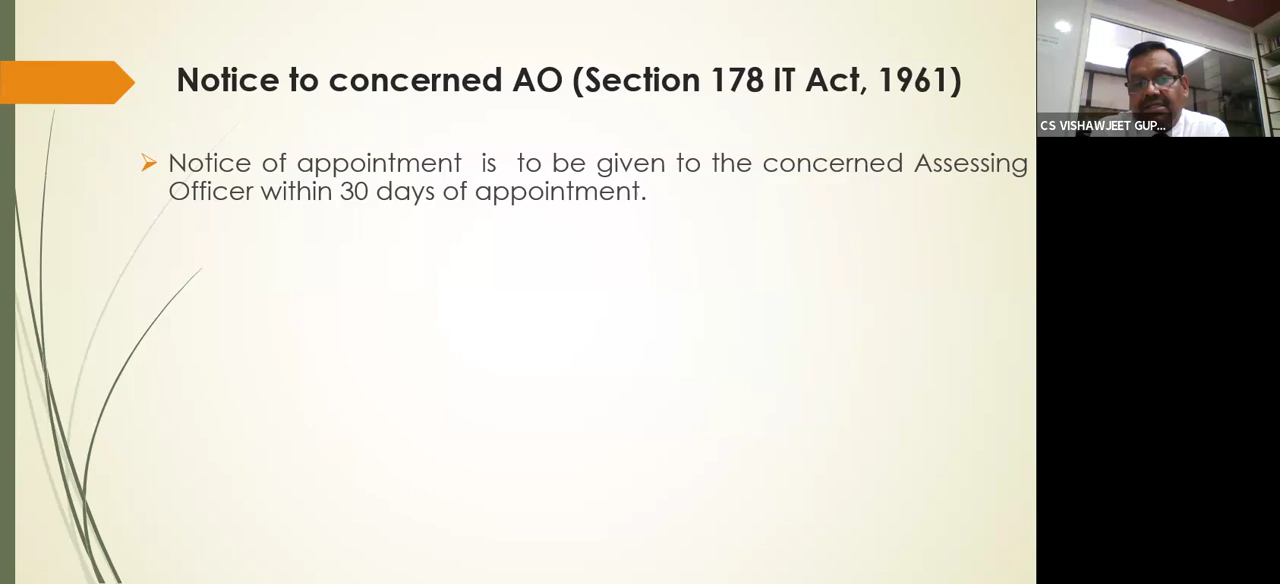 Notice to concerned AO (Section 178 IT Act, 1961)
Notice of appointment is to be given to the concerned Assessing
Officer within 30 days of appointment.
CS VISHAWJEET GUP...